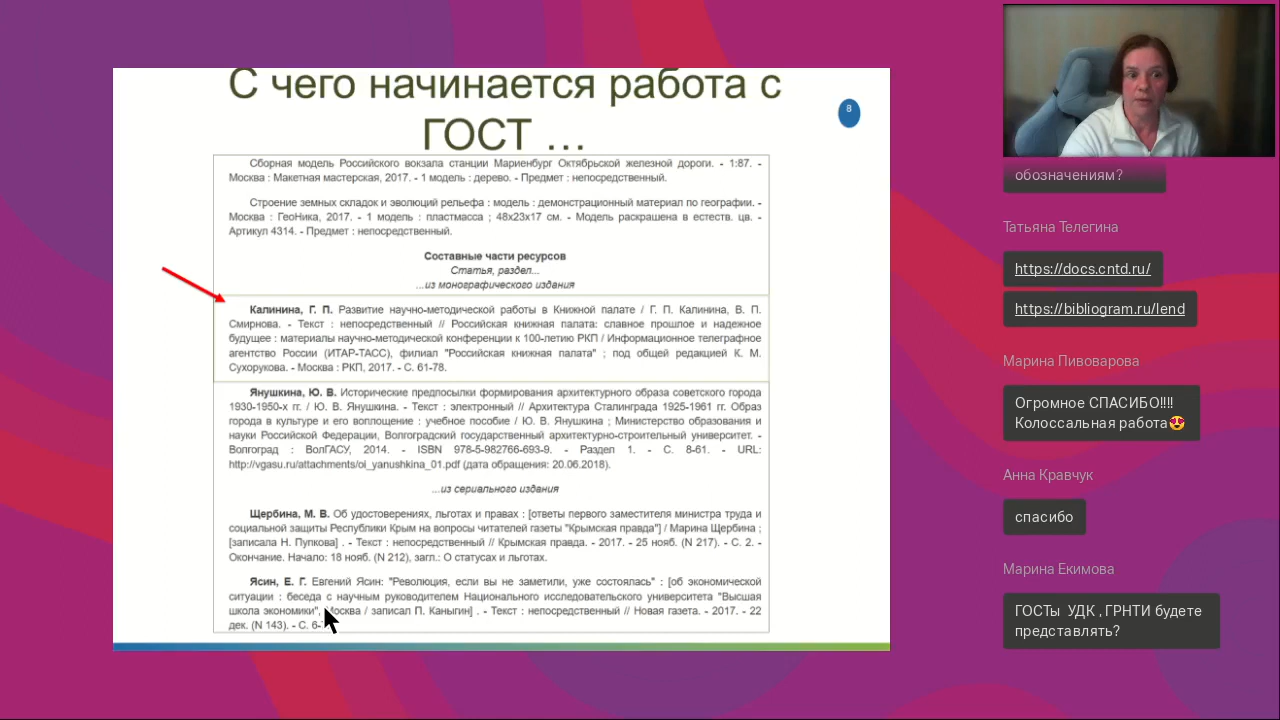 С чего начинается работа с
ГОСТ ...
8
Сборная модель Российского вокзала станции Мариенбург Октябрьской железной дороги. - 1:87. -
Москва : Макетная мастерская, 2017. - 1 модель : дерево. - Предмет : непосредственный.
Строение земных складок и эволюций рельефа : модель : демонстрационный материал по географии. -
Москва : ГеоНика, 2017. - 1 модель : пластмасса ; 48x23x17 см. - Модель раскрашена в естеств. цв. -
Артикул 4314. - Предмет : непосредственный.
Составные части ресурсов
Статья, раздел...
...из монографического издания
Калинина, Г. П. Развитие научно-методической работы в Книжной палате / Г. П. Калинина, В. П.
Смирнова. - Текст : непосредственный // Российская книжная палата: славное прошлое и надежное
будущее : материалы научно-методической конференции к 100-летию РКП / Информационное телеграфное
агентство России (ИТАР-ТАСС), филиал "Российская книжная палата" ; под общей редакцией К. М.
Сухорукова. - Москва : РКП, 2017. - С. 61-78.
Янушкина, Ю. В. Исторические предпосылки формирования архитектурного образа советского города
1930-1950-х гг. / Ю. В. Янушкина. - Текст : электронный // Архитектура Сталинграда 1925-1961 гг. Образ
города в культуре и его воплощение : учебное пособие / Ю. В. Янушкина ; Министерство образования и
науки Российской Федерации, Волгоградский государственный архитектурно-строительный университет. -
Волгоград : ВолГАСУ, 2014. - ISBN 978-5-982766-693-9. - Раздел 1. - С. 8-61. - URL:
http://vgasu.ru/attachments/oi_yanushkina_01.pdf (дата обращения: 20.06.2018).
...из сериального издания
Щербина, М. В. Об удостоверениях, льготах и правах : [ответы первого заместителя министра труда и
социальной защиты Республики Крым на вопросы читателей газеты "Крымская правда"] / Марина Щербина ;
[записала Н. Пупкова] . - Текст : непосредственный // Крымская правда. - 2017. - 25 нояб. (N 217). - С. 2. -
Окончание. Начало: 18 нояб. (N 212), загл.: О статусах и льготах.
Ясин, Е. Г. Евгений Ясин: "Революция, если вы не заметили, уже состоялась" : [об экономической
ситуации : беседа с научным руководителем Национального исследовательского университета "Высшая
школа экономики", Москва / записал П. Каныгин] . - Текст : непосредственный // Новая газета. - 2017. - 22
дек. (N 143). - С. 6-
обозначениям?
Татьяна Телегина
https://docs.cntd.ru/
https://bibliogram.ru/lend
Марина Пивоварова
Огромное СПАСИБО!!!!
Колоссальная работа😍
Анна Кравчук
спасибо
Марина Екимова
ГОСТы УДК , ГРНТИ будете
представлять?